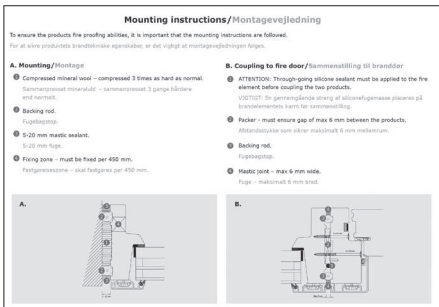 Mounting instructions/Montagevejledning
To ensure the products fire proofing abilities, it is important that the mounting instructions are followed.
For at sikre produktets brandtekniske egenskaber, er det vigtigt at montagevejledningen følges.
A. Mounting/Montage
1 Compressed mineral wool – compressed 3 times as hard as normal.
Sammenpresset mineraluld – sammenpresset 3 gange hårdere
end normalt.
2 Backing rod.
Fugebagstop.
3 5-20 mm mastic sealant.
5-20 mm fuge.
4 Fixing zone – must be fixed per 450 mm.
Fastgørelseszone – skal fastgøres per 450 mm.
B. Coupling to fire door/Sammenstilling til branddør
1 ATTENTION: Through-going silicone sealant must be applied to the fire
element before coupling the two products.
VIGTIGT: En gennemgående streng af siliconefugemasse placeres på
brandelementets karm før sammenstilling.
2 Packer - must ensure gap of max 6 mm between the products.
Afstandsstykke som sikrer maksimalt 6 mm mellemrum.
3 Backing rod.
Fugebagstop.
4 Mastic joint – max 6 mm wide.
Fuge – maksimalt 6 mm bred.
A.
B.